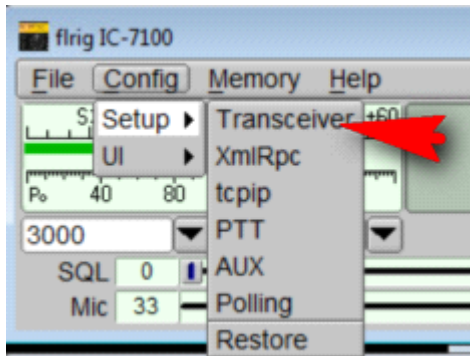 flrig IC-7100
File Config Memory Help
Setup Transceiver +60
UI XmlRpc
Po 40 80 tcpip
3000 PTT
SQL 0 AUX
Mic 33 Polling
Restore